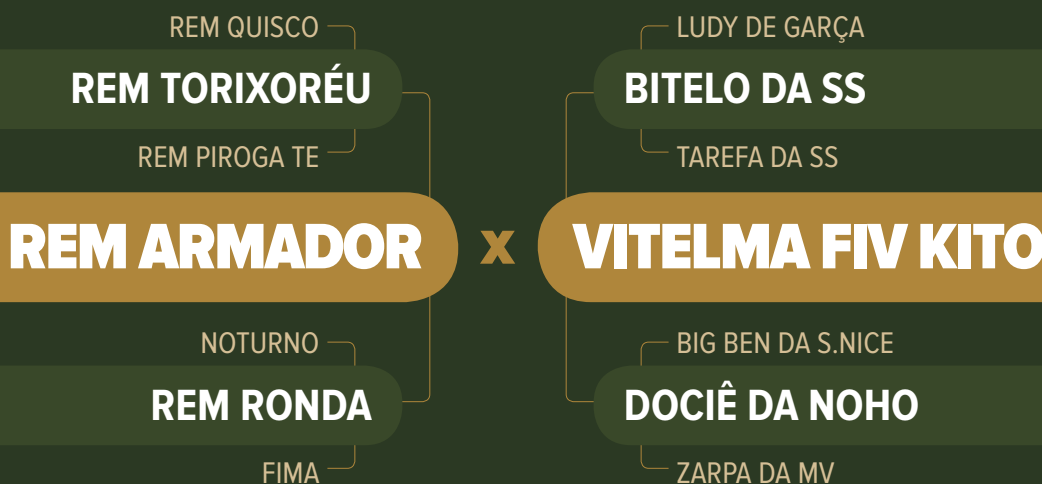 REM QUISCO
REM TORIXORÉU
REM PIROGA TE
REM ARMADOR
NOTURNO
REM RONDA
FIMA
X
LUDY DE GARÇA
BITELO DA SS
TAREFA DA SS
VITELMA FIV KITO
BIG BEN DA S.NICE
DOCIÊ DA NOHO
ZARPA DA MV